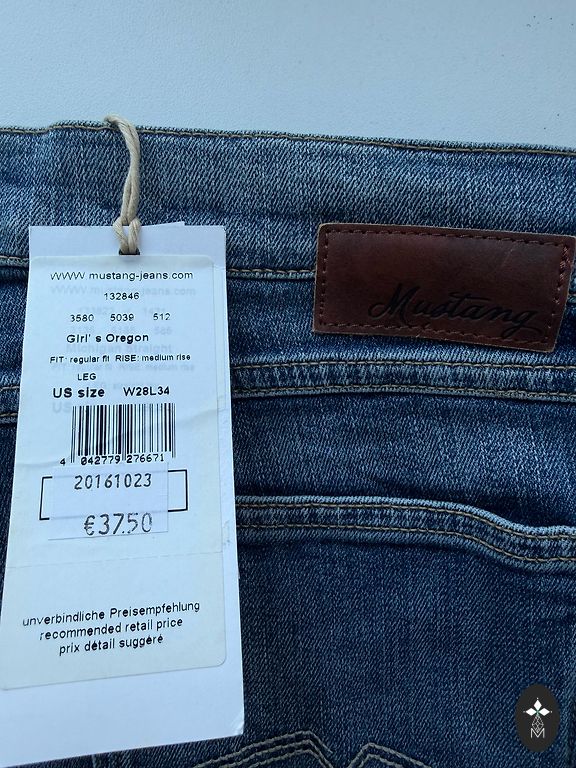 www.mustang-jeans.com
132846
3580 5039 512
Girl's Oregon
FIT: regular fit RISE: medium rise
LEG
US size W28L34
4 042779 276671
20161023
€37.50
unverbindliche Preisempfehlung
recommended retail price
prix détail suggéré
Mustang